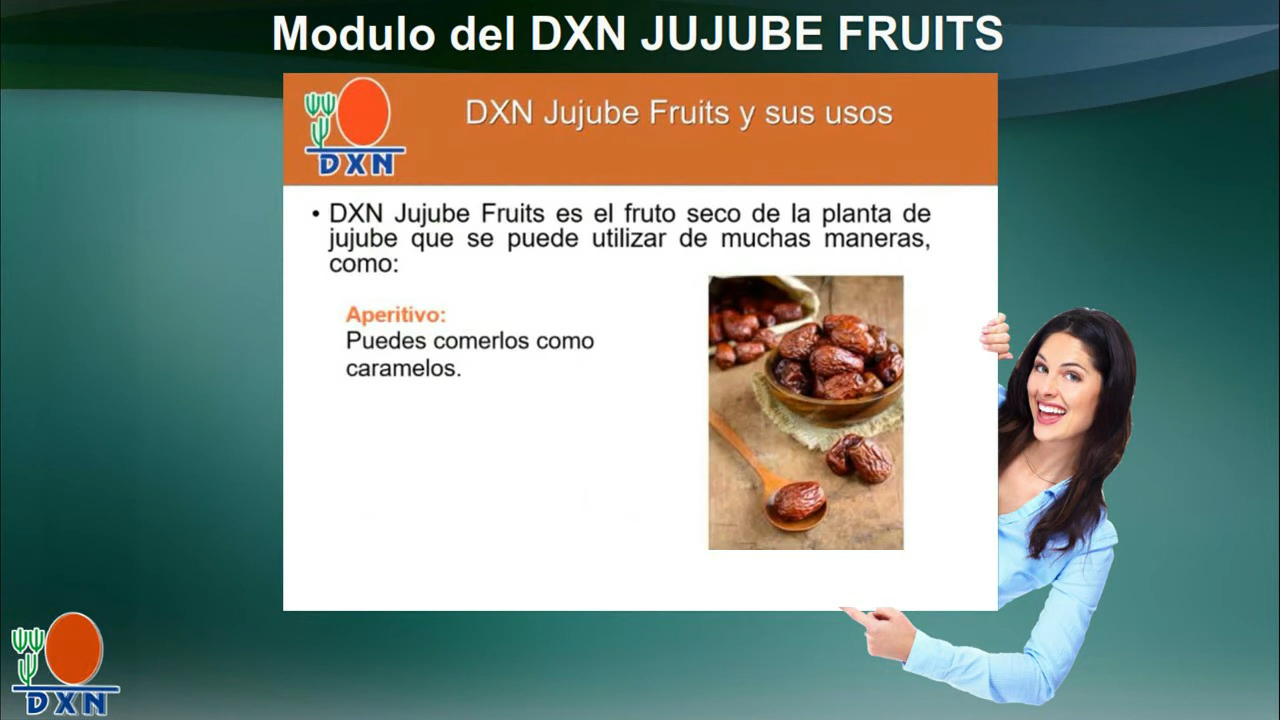 Modulo del DXN JUJUBE FRUITS
DXN
DXN Jujube Fruits y sus usos
• DXN Jujube Fruits es el fruto seco de la planta de
jujube que se puede utilizar de muchas maneras,
como:
Aperitivo:
Puedes comerlos como
caramelos.
DXN